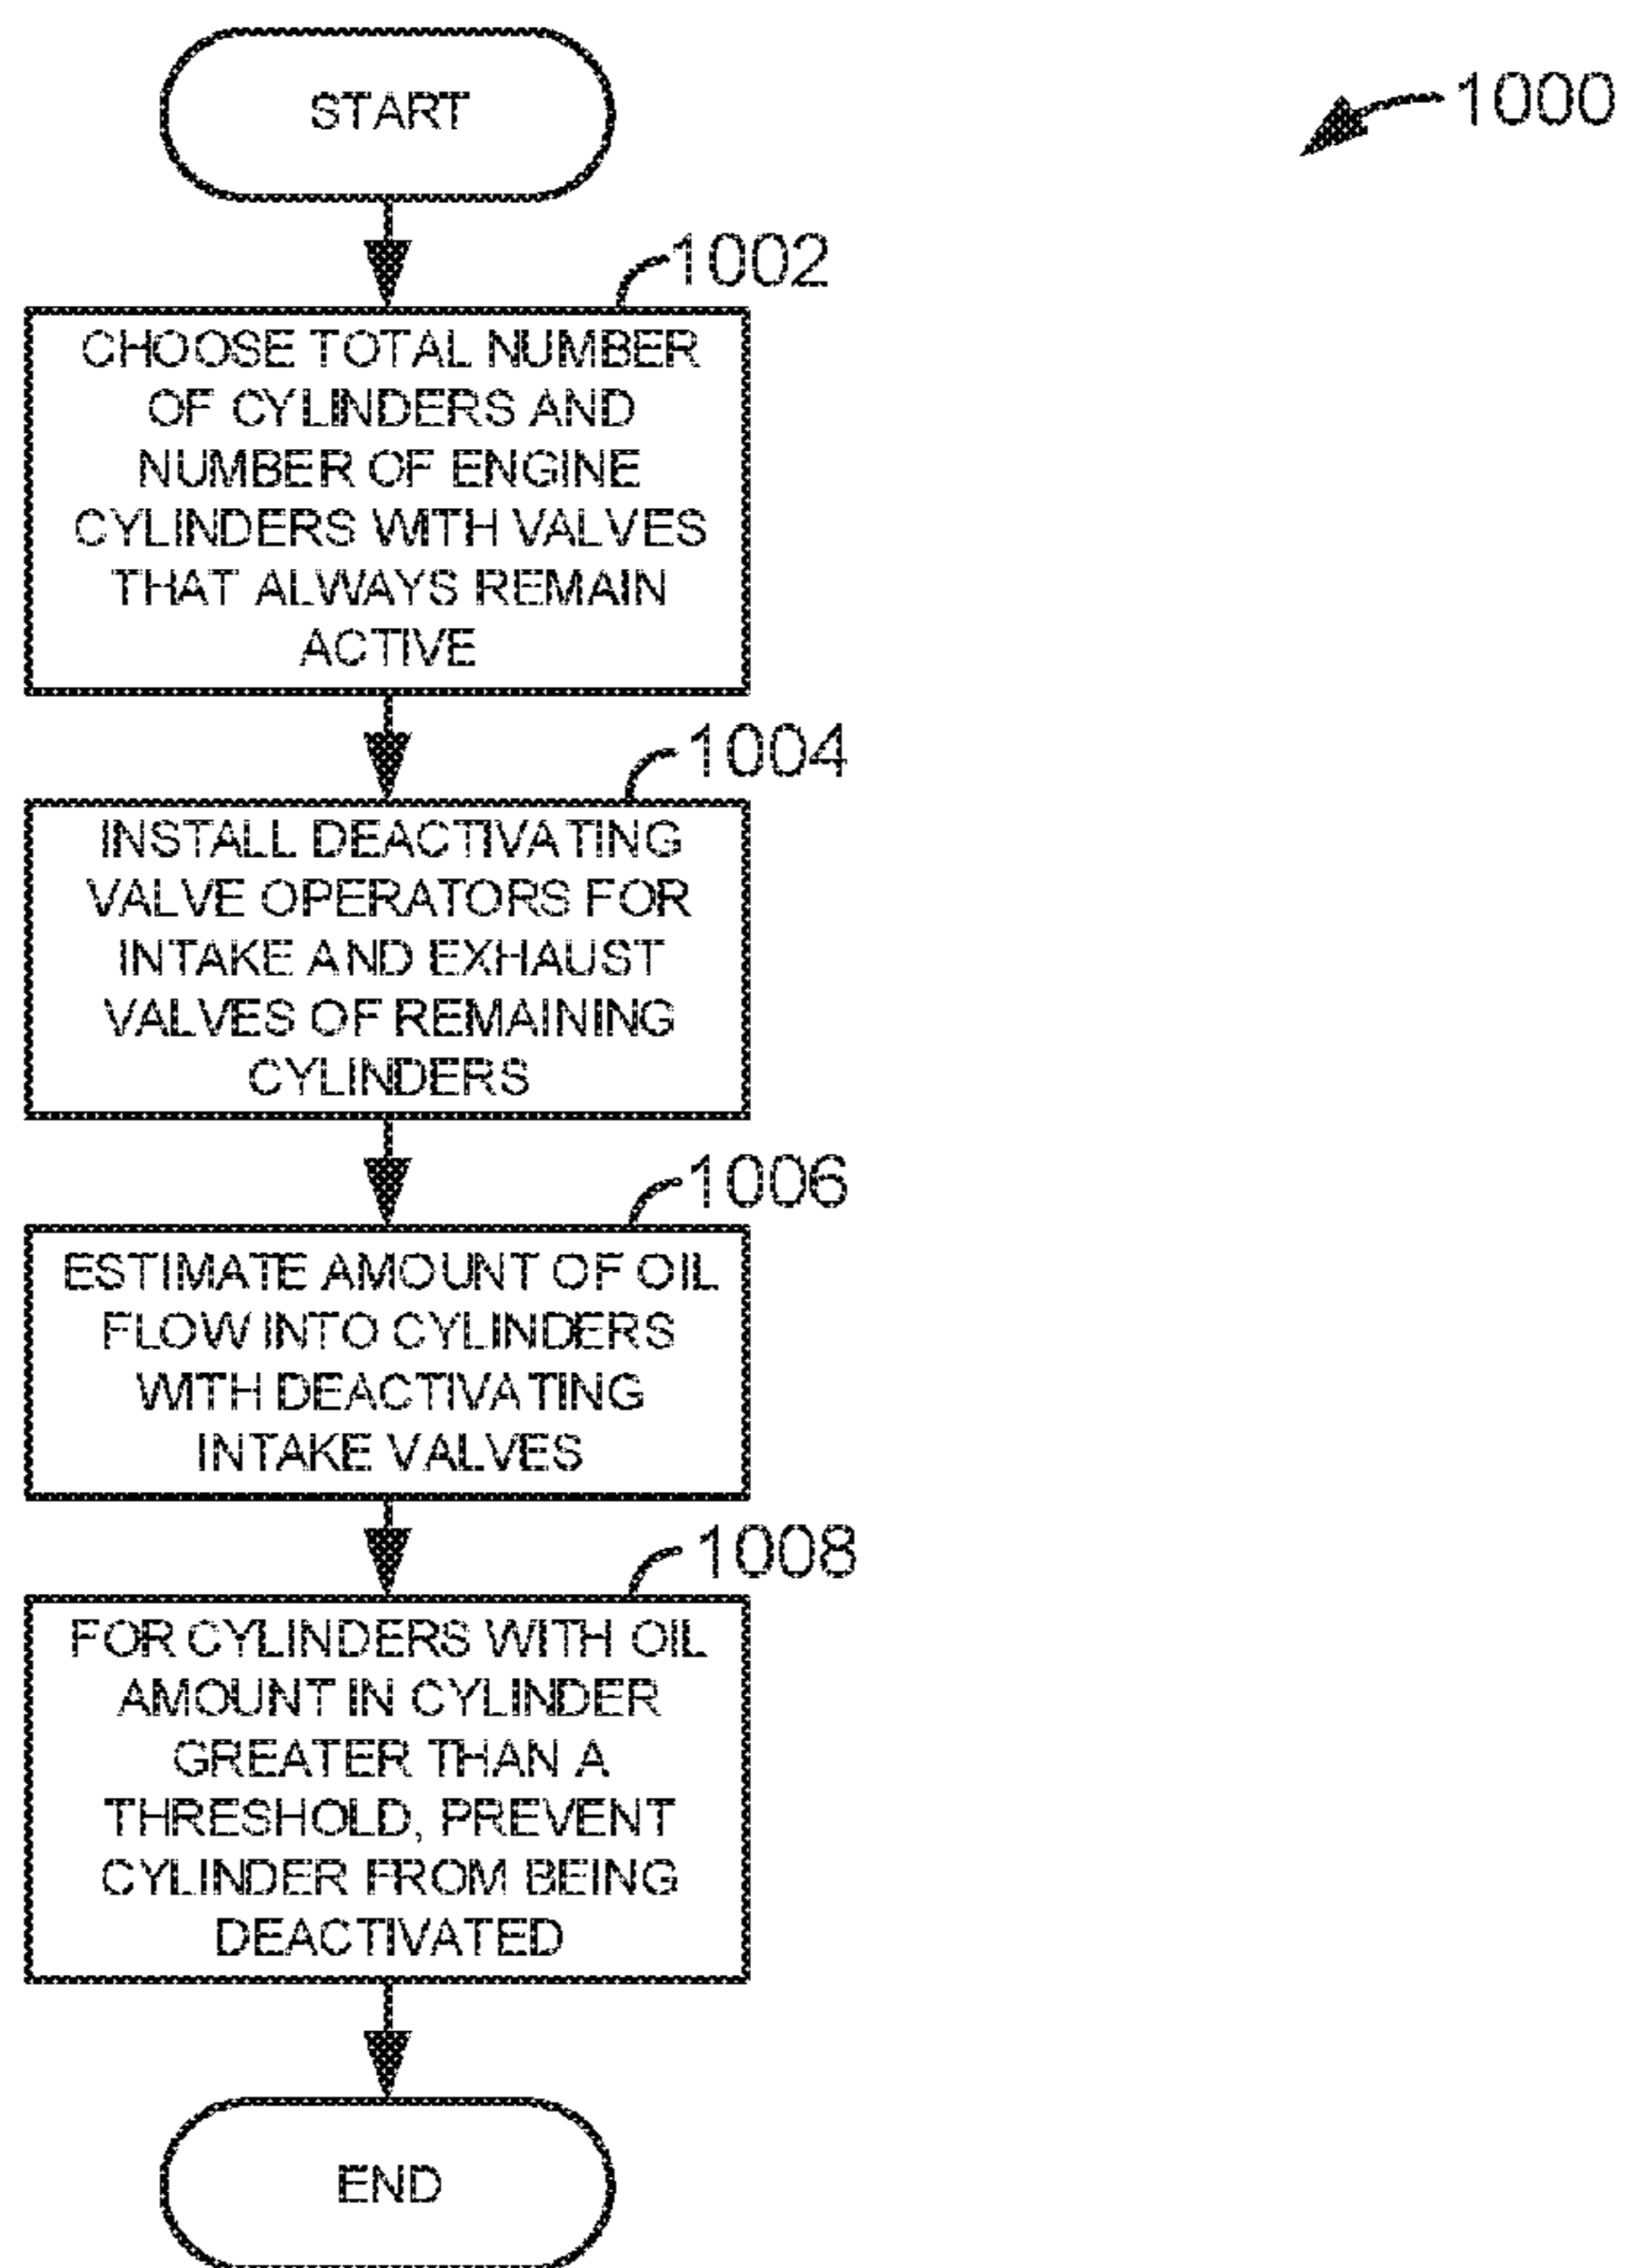 START
1000
1002
CHOOSE TOTAL NUMBER
OF CYLINDERS AND
NUMBER OF ENGINE
CYLINDERS WITH VALVES
THAT ALWAYS REMAIN
ACTIVE
1004
INSTALL DEACTIVATING
VALVE OPERATORS FOR
INTAKE AND EXHAUST
VALVES OF REMAINING
CYLINDERS
1006
ESTIMATE AMOUNT OF OIL
FLOW INTO CYLINDERS
WITH DEACTIVATING
INTAKE VALVES
1008
FOR CYLINDERS WITH OIL
AMOUNT IN CYLINDER
GREATER THAN A
THRESHOLD, PREVENT
CYLINDER FROM BEING
DEACTIVATED
END